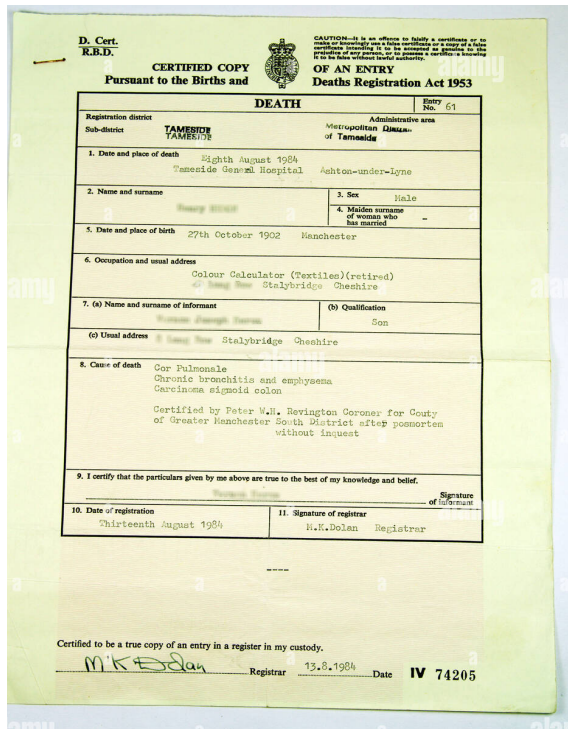 D. Cert.
R.B.D.
CAUTION—It is an offence to falsify a certificate or to
make or knowingly use a false certificate or a copy of a false
certificate intending it to be accepted as genuine to the
prejudice of any person, or to possess a certificate knowing
it to be false without lawful authority.
CERTIFIED COPY OF AN ENTRY
Pursuant to the Births and Deaths Registration Act 1953
DEATH
Entry No. 61
Registration district TAMESIDE Administrative area
Sub-district TAMESIDE Metropolitan
of Tameside
1. Date and place of death
Eighth August 1984
Tameside General Hospital Ashton-under-Lyne
2. Name and surname
3. Sex Male
4. Maiden surname
of woman who
has married –
5. Date and place of birth 27th October 1902 Manchester
6. Occupation and usual address
Colour Calculator (Textiles)(retired)
Stalybridge Cheshire
7. (a) Name and surname of informant
(b) Qualification
Son
(c) Usual address Stalybridge Cheshire
8. Cause of death Cor Pulmonale
Chronic bronchitis and emphysema
Carcinoma sigmoid colon
Certified by Peter W.H. Revington Coroner for Couty
of Greater Manchester South District after posmortem
without inquest
9. I certify that the particulars given by me above are true to the best of my knowledge and belief.
Signature
of informant
10. Date of registration
Thirteenth August 1984
11. Signature of registrar
M.K.Dolan Registrar
----
Certified to be a true copy of an entry in a register in my custody.
M K Dolan Registrar 13.8.1984 Date IV 74205
alamy